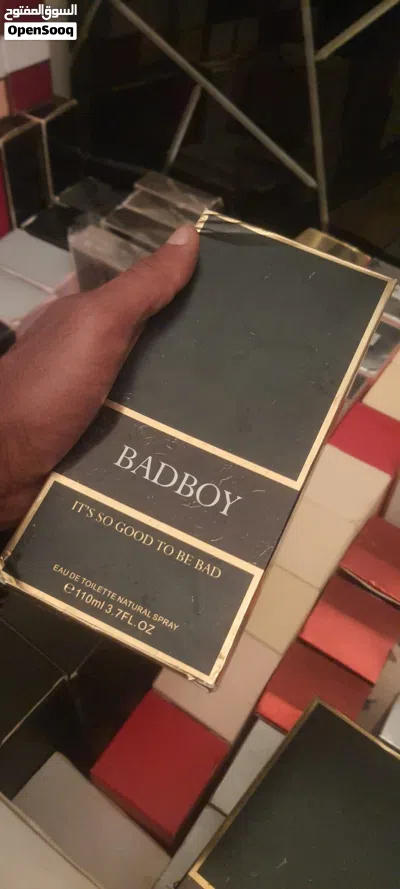 السوق المفتوح
OpenSooq
BADBOY
IT'S SO GOOD TO BE BAD
EAU DE TOILETTE NATURAL SPRAY
℮110ml 3.7FL. OZ